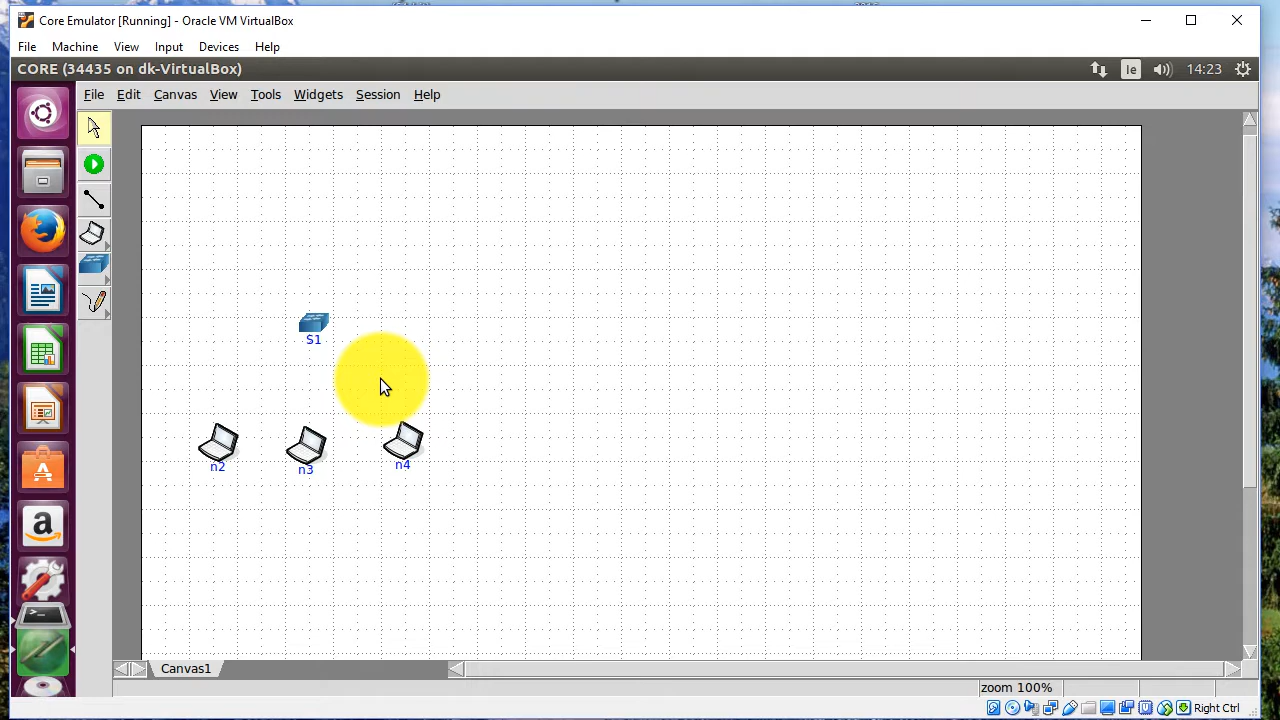 Core Emulator [Running] - Oracle VM VirtualBox
File Machine View Input Devices Help
CORE (34435 on dk-VirtualBox)
Ie
14:23
File Edit Canvas View Tools Widgets Session Help
S1
n2 n3 n4
Canvas1
zoom 100%
Right Ctrl